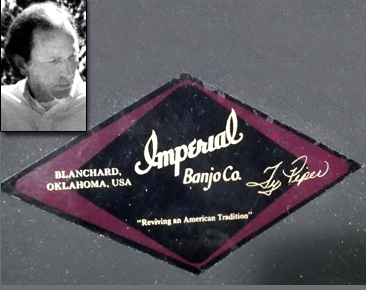 Imperial
Banjo Co.
BLANCHARD,
OKLAHOMA, USA
Ty Piper
"Reviving an American Tradition"